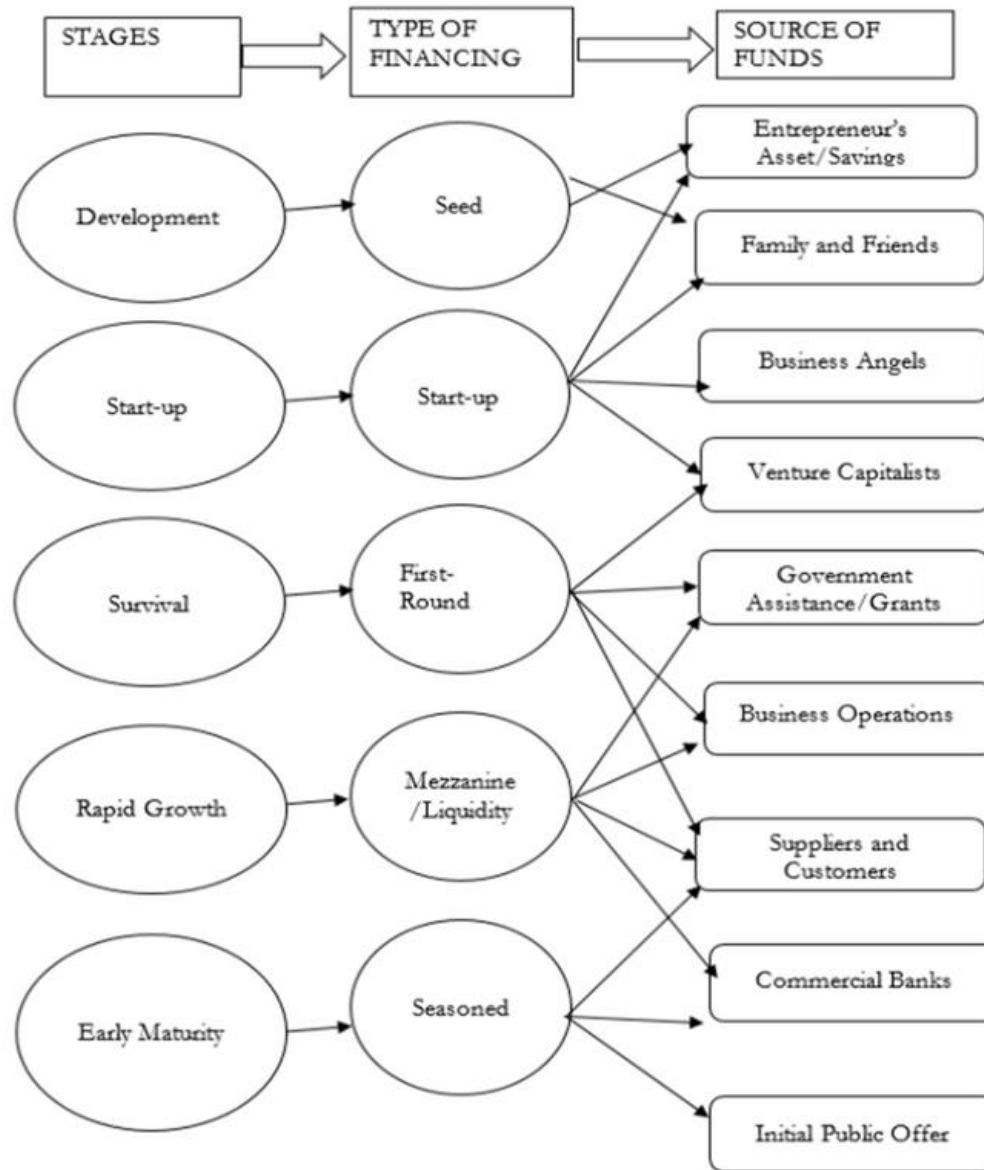 STAGES
TYPE OF
FINANCING
SOURCE OF
FUNDS
Development
Seed
Entrepreneur's
Asset/Savings
Family and Friends
Start-up
Start-up
Business Angels
Venture Capitalists
Survival
First-
Round
Government
Assistance/Grants
Business Operations
Rapid Growth
Mezzanine
/Liquidity
Suppliers and
Customers
Early Maturity
Seasoned
Commercial Banks
Initial Public Offer